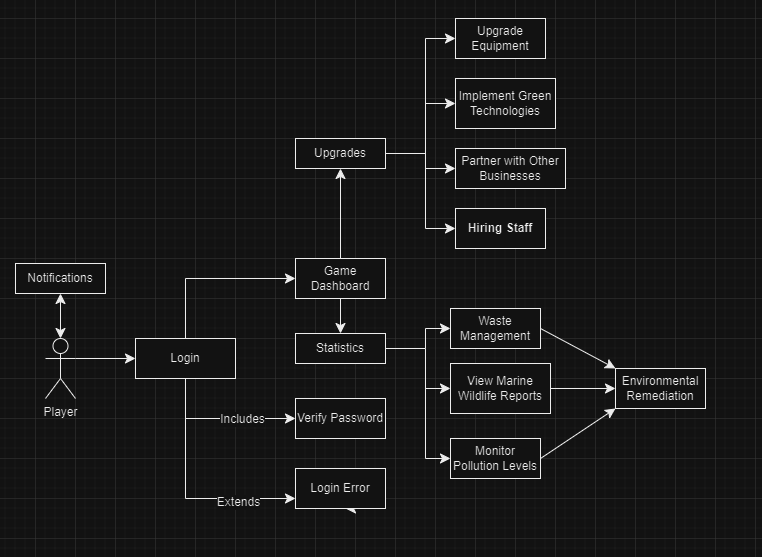 Upgrade
Equipment
Implement Green
Technologies
Upgrades
Partner with Other
Businesses
Hiring Staff
Notifications
Game
Dashboard
Waste
Management
Statistics
Login
View Marine
Wildlife Reports
Environmental
Remediation
Player
Includes
Verify Password
Monitor
Pollution Levels
Login Error
Extends